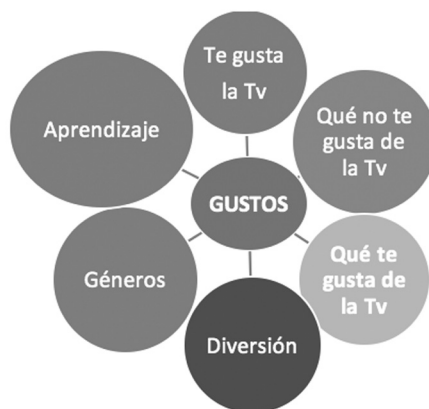 Te gusta
la Tv
Aprendizaje
Qué no te
gusta de
la Tv
GUSTOS
Qué te
gusta de
la Tv
Géneros
Diversión